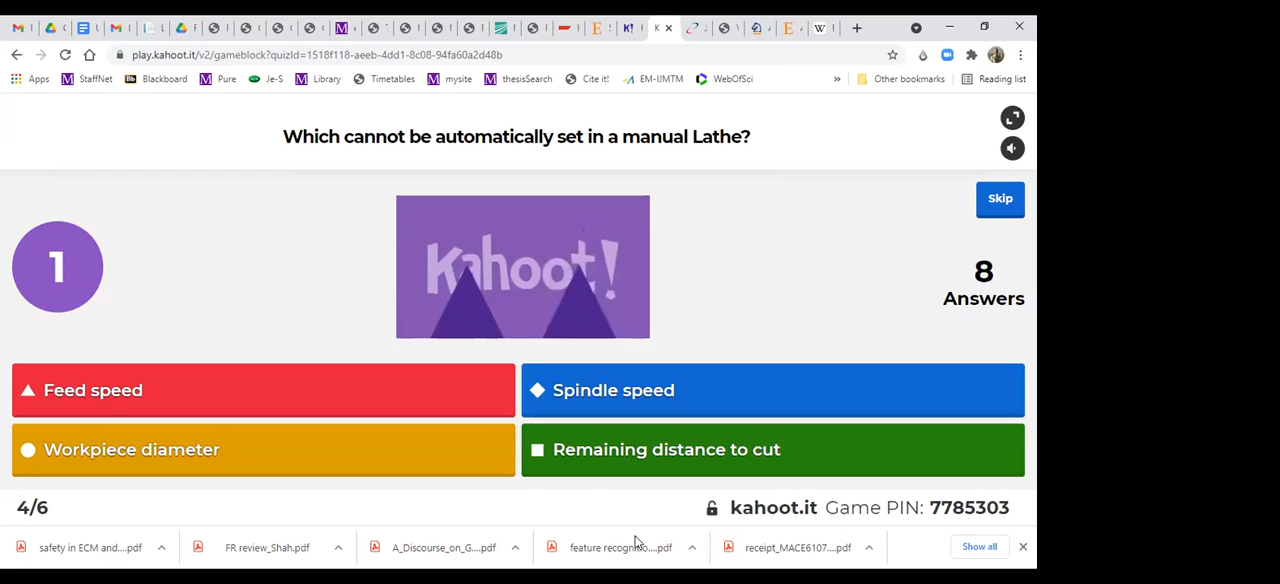 play.kahoot.it/v2/gameblock?quizId=1518f118-aeeb-4dd1-8c08-94fa60a2d48b
Apps StaffNet Blackboard Pure Je-S Library Timetables mysite thesisSearch Cite it! EM-IJMTM WebOfSci » Other bookmarks Reading list
Which cannot be automatically set in a manual Lathe?
Skip
1
Kahoot!
8
Answers
Feed speed
Spindle speed
Workpiece diameter
Remaining distance to cut
4/6
kahoot.it Game PIN: 7785303
safety in ECM and....pdf FR review_Shah.pdf A_Discourse_on_G....pdf feature recogniti....pdf receipt_MACE6107....pdf Show all